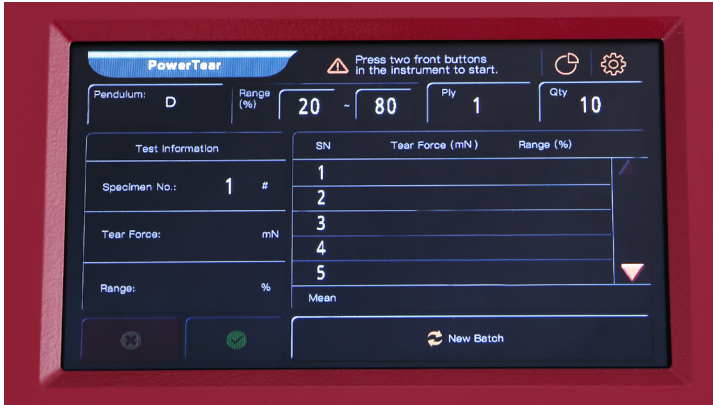 PowerTear
Press two front buttons
in the instrument to start.
Pendulum: D
Range (%) 20 ~ 80
Ply 1
Qty 10
Test Information
Specimen No.: 1 #
Tear Force: mN
Range: %
SN Tear Force (mN) Range (%)
1
2
3
4
5
Mean
New Batch